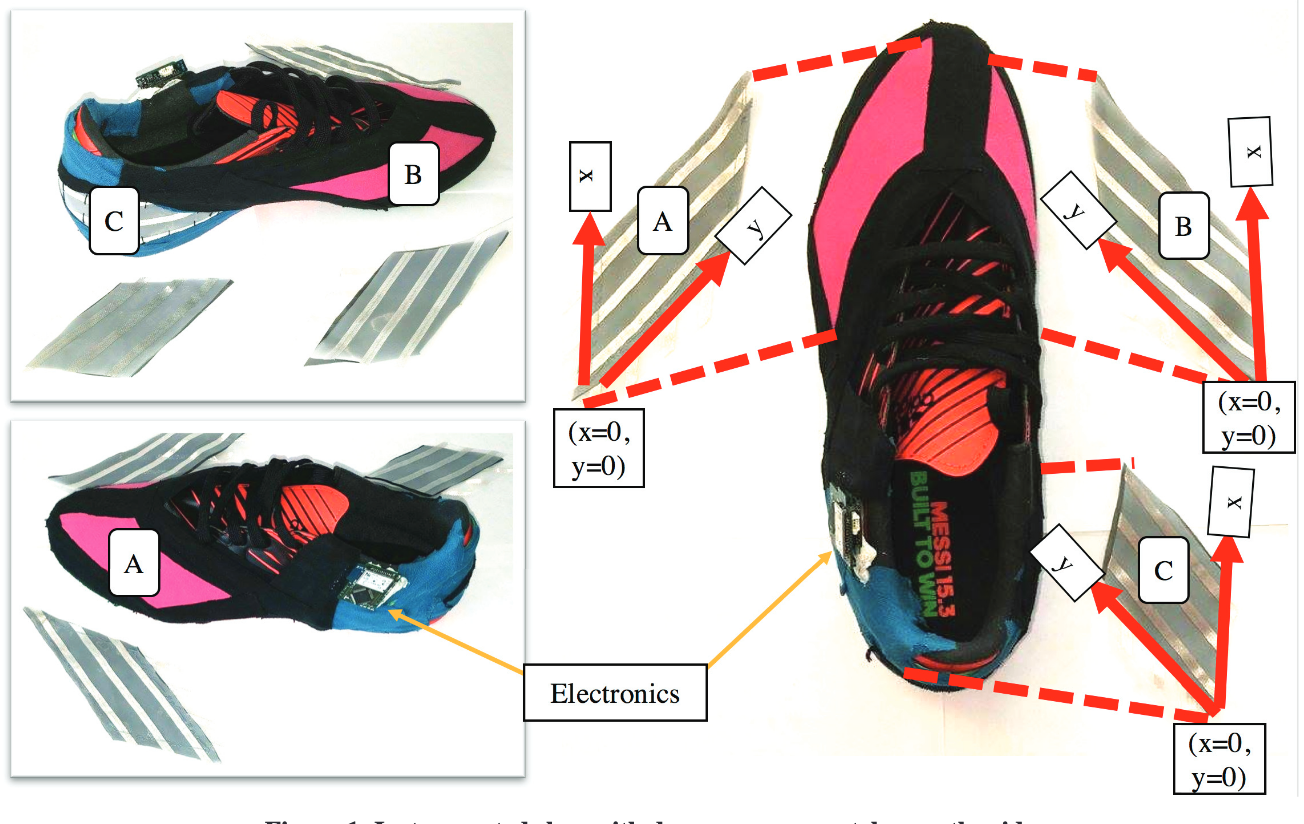 B
C
A
x
A
y
(x=0,
y=0)
x
y
B
(x=0,
y=0)
x
y
C
(x=0,
y=0)
MESSI 15.3
BUILT TO WIN
Electronics